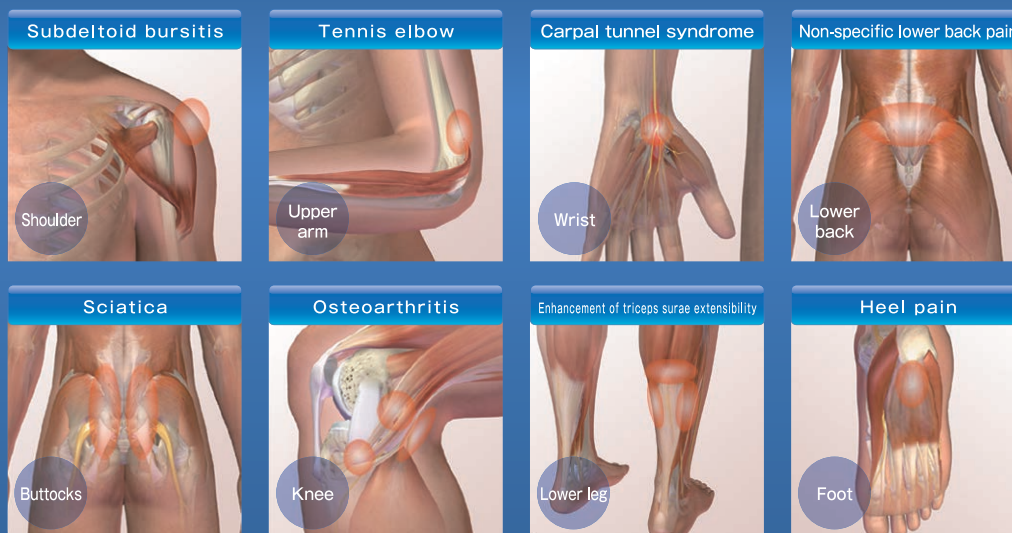 Subdeltoid bursitis
Tennis elbow
Carpal tunnel syndrome
Non-specific lower back pain
Shoulder
Upper
arm
Wrist
Lower
back
Sciatica
Osteoarthritis
Enhancement of triceps surae extensibility
Heel pain
Buttocks
Knee
Lower leg
Foot